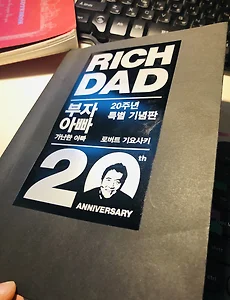 RICH
DAD
부자
아빠
가난한 아빠
20주년
특별 기념판
로버트 기요사키
20th
ANNIVERSARY